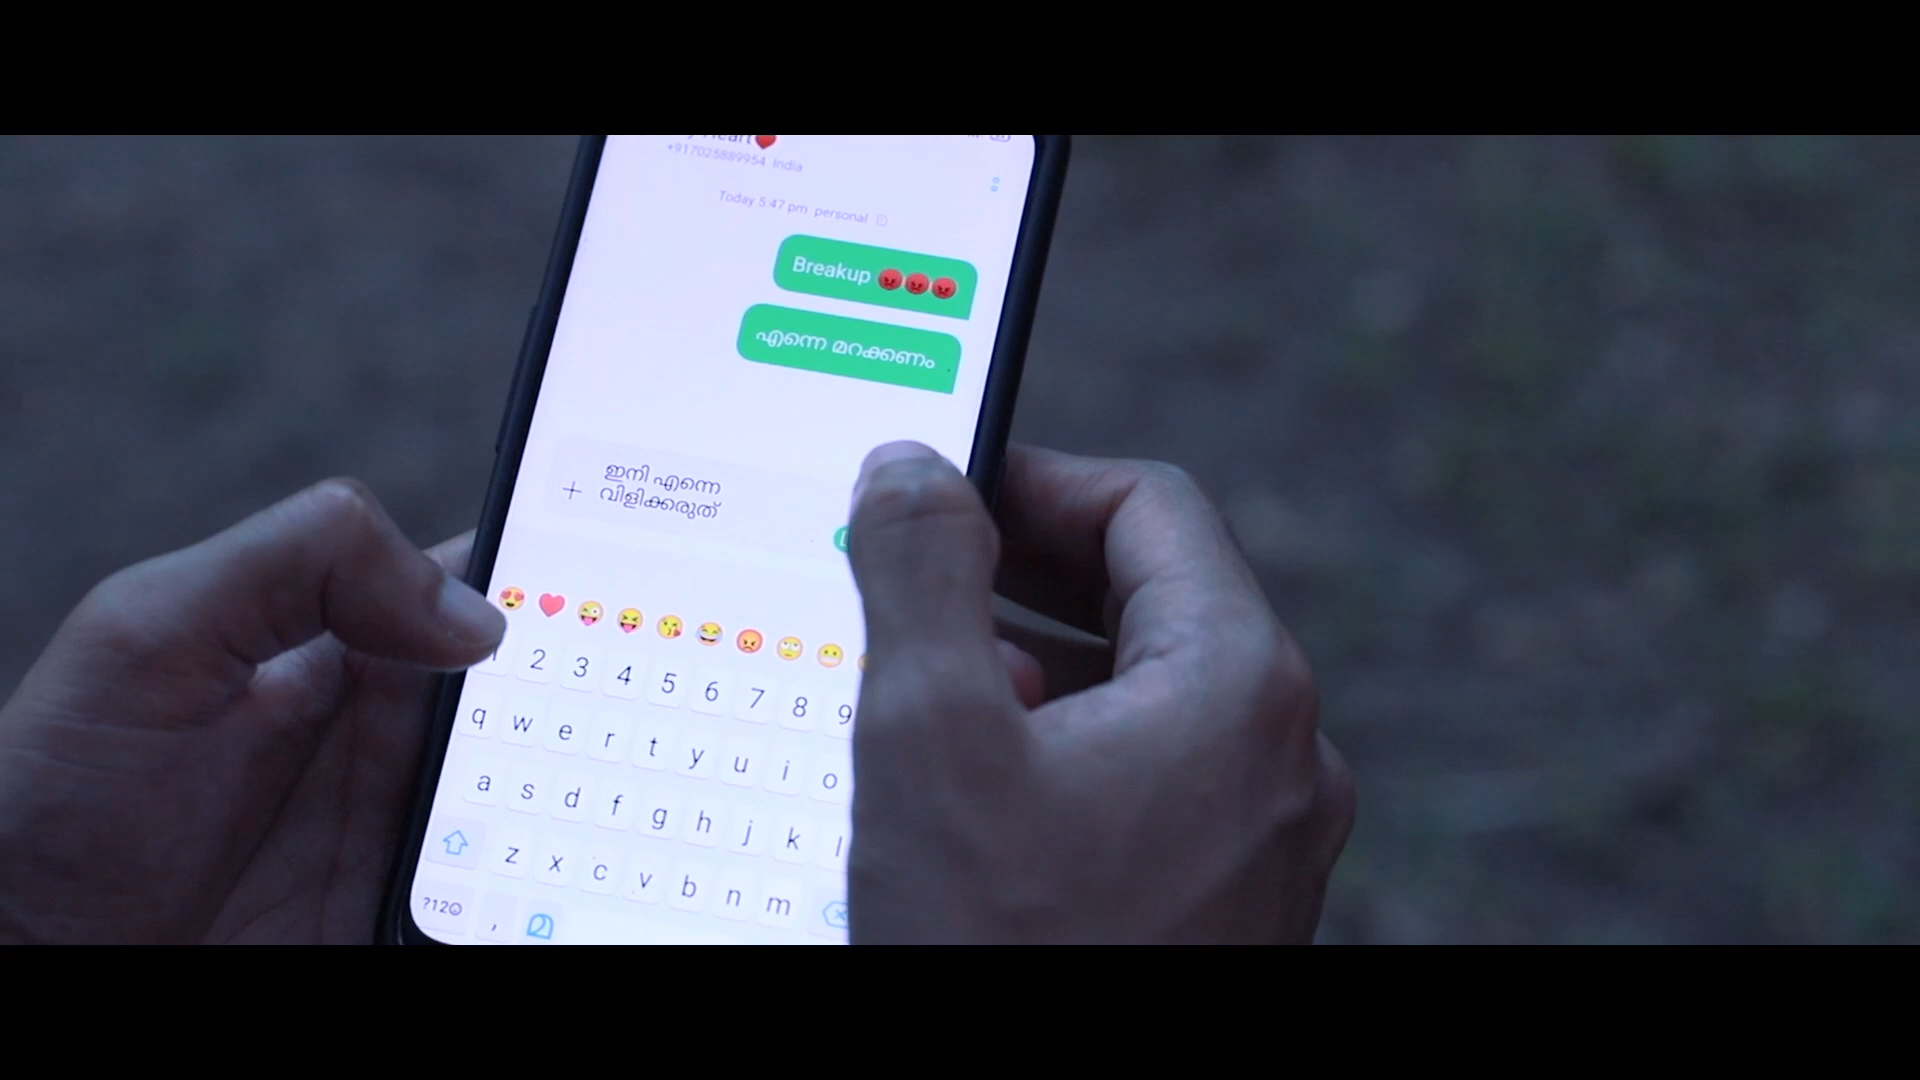 +917025889954 India
Today 5:47 pm personal
Breakup 😡😡😡
എന്നെ മറക്കണം
ഇനി എന്നെ
വിളിക്കരുത്
1 2 3 4 5 6 7 8 9
q w e r t y u i o
a s d f g h j k l
z x c v b n m
?12☺ , മ